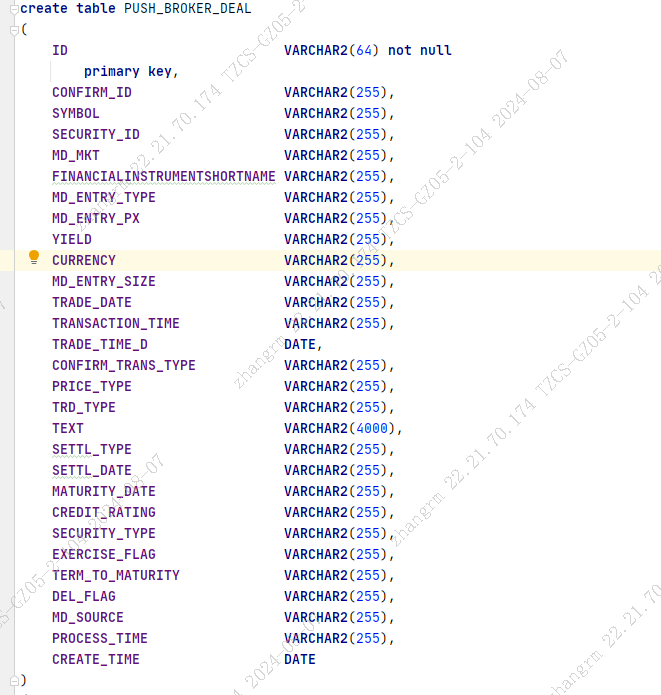 create table PUSH_BROKER_DEAL
(
    ID                           VARCHAR2(64) not null
        primary key,
    CONFIRM_ID                   VARCHAR2(255),
    SYMBOL                       VARCHAR2(255),
    SECURITY_ID                  VARCHAR2(255),
    MD_MKT                       VARCHAR2(255),
    FINANCIALINSTRUMENTSHORTNAME VARCHAR2(255),
    MD_ENTRY_TYPE                VARCHAR2(255),
    MD_ENTRY_PX                  VARCHAR2(255),
    YIELD                        VARCHAR2(255),
    CURRENCY                     VARCHAR2(255),
    MD_ENTRY_SIZE                VARCHAR2(255),
    TRADE_DATE                   VARCHAR2(255),
    TRANSACTION_TIME             VARCHAR2(255),
    TRADE_TIME_D                 DATE,
    CONFIRM_TRANS_TYPE           VARCHAR2(255),
    PRICE_TYPE                   VARCHAR2(255),
    TRD_TYPE                     VARCHAR2(255),
    TEXT                         VARCHAR2(4000),
    SETTL_TYPE                   VARCHAR2(255),
    SETTL_DATE                   VARCHAR2(255),
    MATURITY_DATE                VARCHAR2(255),
    CREDIT_RATING                VARCHAR2(255),
    SECURITY_TYPE                VARCHAR2(255),
    EXERCISE_FLAG                VARCHAR2(255),
    TERM_TO_MATURITY             VARCHAR2(255),
    DEL_FLAG                     VARCHAR2(255),
    MD_SOURCE                    VARCHAR2(255),
    PROCESS_TIME                 VARCHAR2(255),
    CREATE_TIME                  DATE
)
zhangrm 22.21.70.174 TZCS-GZ05-2-104 2024-08-07